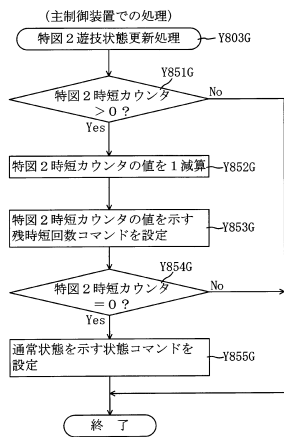 (主制御装置での処理)
特図２遊技状態更新処理
Y803G
Y851G
特図２時短カウンタ
＞０？
No
Yes
特図２時短カウンタの値を１減算
Y852G
特図２時短カウンタの値を示す
残時短回数コマンドを設定
Y853G
Y854G
特図２時短カウンタ
＝０？
No
Yes
通常状態を示す状態コマンドを
設定
Y855G
終 了